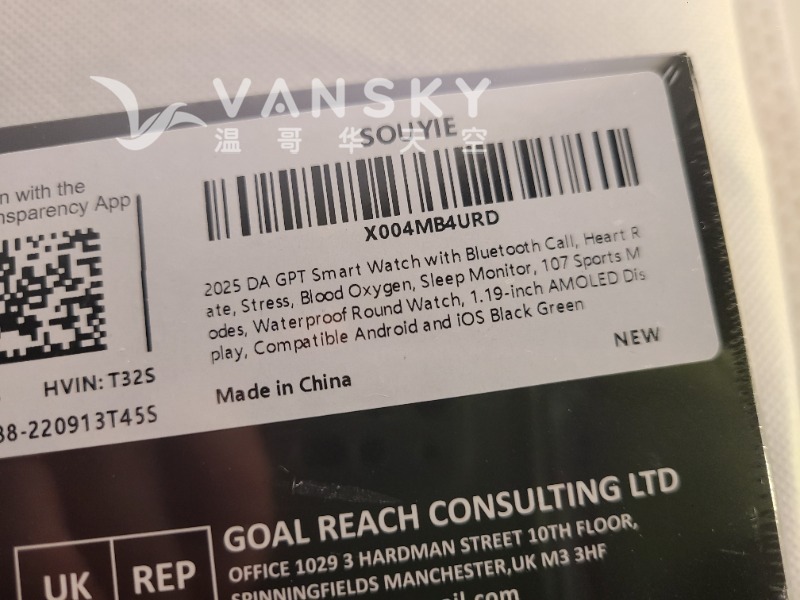 VANSKY
温哥华天空
SOUYIE
n with the
nsparency App
X004MB4URD
2025 DA GPT Smart Watch with Bluetooth Call, Heart R
ate, Stress, Blood Oxygen, Sleep Monitor, 107 Sports M
odes, Waterproof Round Watch, 1.19-inch AMOLED Dis
play, Compatible Android and iOS Black Green
NEW
Made in China
HVIN: T32S
38-220913T45S
GOAL REACH CONSULTING LTD
OFFICE 1029 3 HARDMAN STREET 10TH FLOOR,
SPINNINGFIELDS MANCHESTER,UK M3 3HF
UK REP